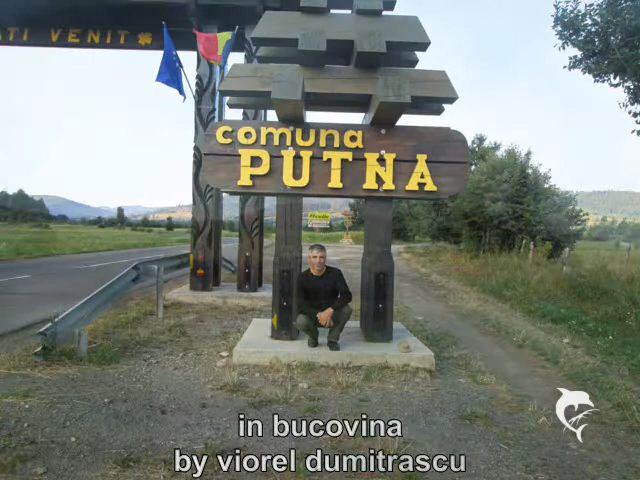 ATI VENIT
comuna
PUTNA
in bucovina
by viorel dumitrascu